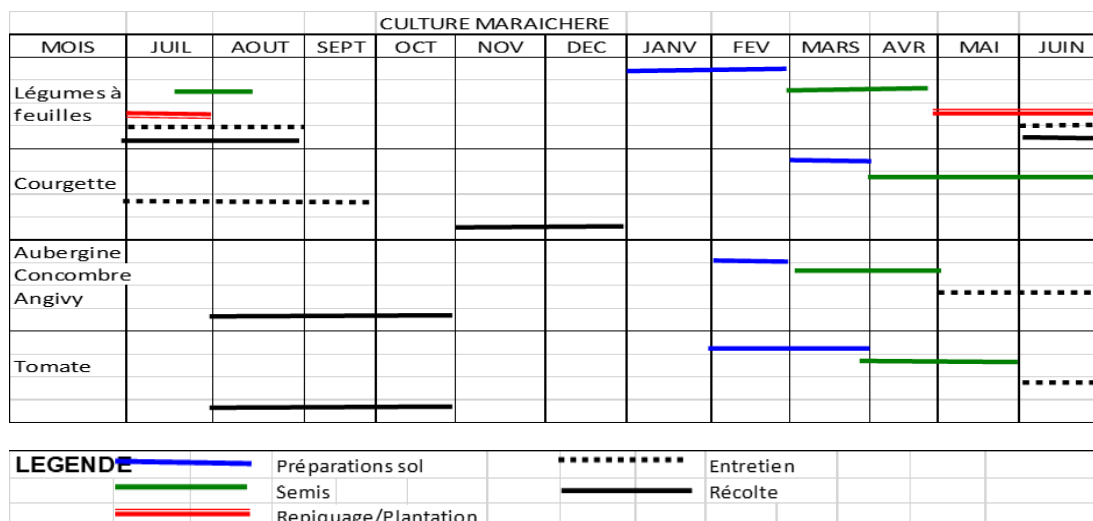 CULTURE MARAICHERE
MOIS JUIL AOUT SEPT OCT NOV DEC JANV FEV MARS AVR MAI JUIN
Légumes à
feuilles
Courgette
Aubergine
Concombre
Angivy
Tomate
LEGENDE Préparations sol Entretien
Semis Récolte
Repiquage/Plantation